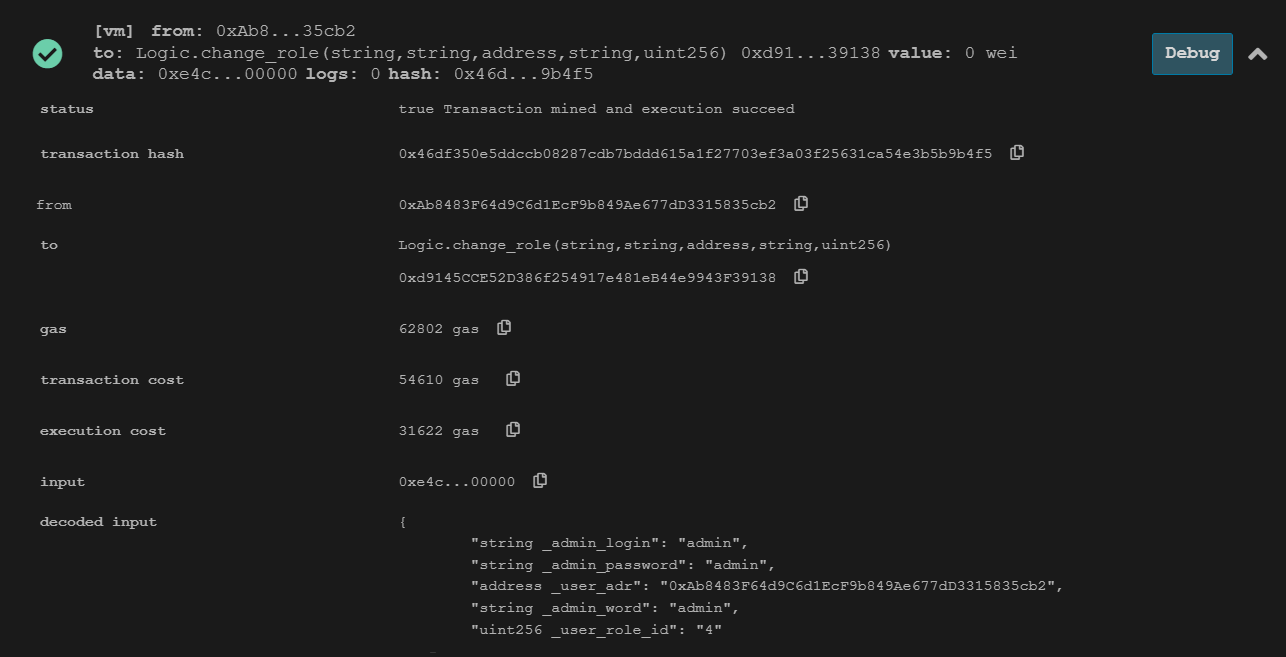 [vm] from: 0xAb8...35cb2
to: Logic.change_role(string,string,address,string,uint256) 0xd91...39138 value: 0 wei
data: 0xe4c...00000 logs: 0 hash: 0x46d...9b4f5
Debug
status true Transaction mined and execution succeed
transaction hash 0x46df350e5ddccb08287cdb7bddd615a1f27703ef3a03f25631ca54e3b5b9b4f5
from 0xAb8483F64d9C6d1EcF9b849Ae677dD3315835cb2
to Logic.change_role(string,string,address,string,uint256)
0xd9145CCE52D386f254917e481eB44e9943F39138
gas 62802 gas
transaction cost 54610 gas
execution cost 31622 gas
input 0xe4c...00000
decoded input {
"string _admin_login": "admin",
"string _admin_password": "admin",
"address _user_adr": "0xAb8483F64d9C6d1EcF9b849Ae677dD3315835cb2",
"string _admin_word": "admin",
"uint256 _user_role_id": "4"